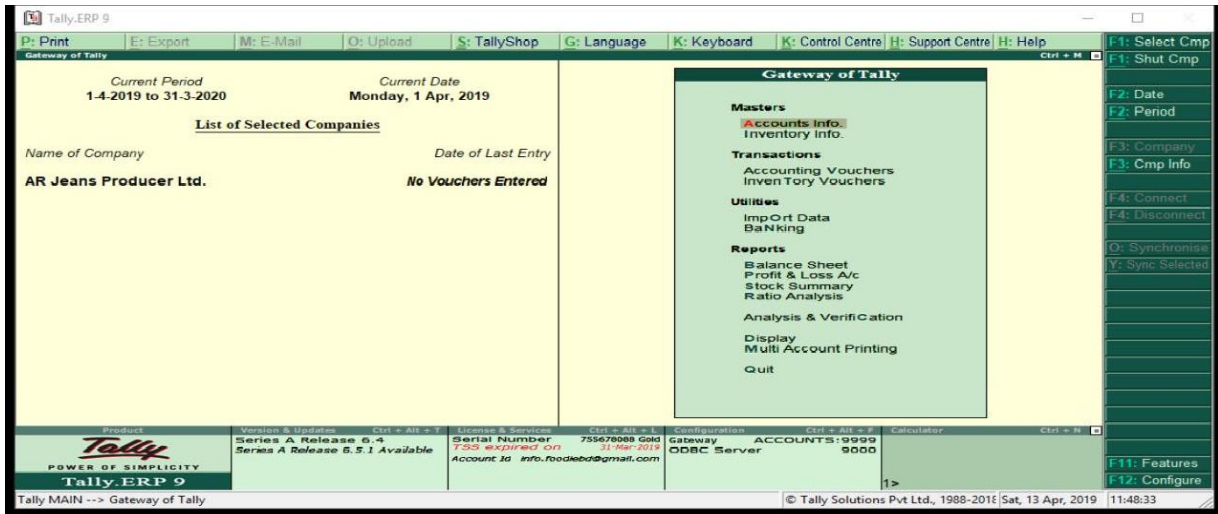 Tally.ERP 9
P: Print E: Export M: E-Mail O: Upload S: TallyShop G: Language K: Keyboard K: Control Centre H: Support Centre H: Help
Gateway of Tally Ctrl + M
Current Period Current Date
1-4-2019 to 31-3-2020 Monday, 1 Apr, 2019
List of Selected Companies
Name of Company Date of Last Entry
AR Jeans Producer Ltd. No Vouchers Entered
Gateway of Tally
Masters
Accounts Info.
Inventory Info.
Transactions
Accounting Vouchers
InvenTory Vouchers
Utilities
ImpOrt Data
BaNking
Reports
Balance Sheet
Profit & Loss A/c
Stock Summary
Ratio Analysis
Analysis & VerifiCation
Display
Multi Account Printing
Quit
F1: Select Cmp
F1: Shut Cmp
F2: Date
F2: Period
F3: Company
F3: Cmp Info
F4: Connect
F4: Disconnect
O: Synchronise
Y: Sync Selected
F11: Features
F12: Configure
Product
Tally
POWER OF SIMPLICITY
Tally.ERP 9
Version & Updates Ctrl + Alt + T
Series A Release 6.4
Series A Release 6.5.1 Available
License & Services Ctrl + Alt + L
Serial Number 755678088 Gold
TSS expired on 31-Mar-2019
Account Id info.foodiebd@gmail.com
Configuration Ctrl + Alt + F
Gateway ACCOUNTS:9999
ODBC Server 9000
Calculator Ctrl + N
1>
Tally MAIN --> Gateway of Tally © Tally Solutions Pvt Ltd., 1988-2018 Sat, 13 Apr, 2019 11:48:33